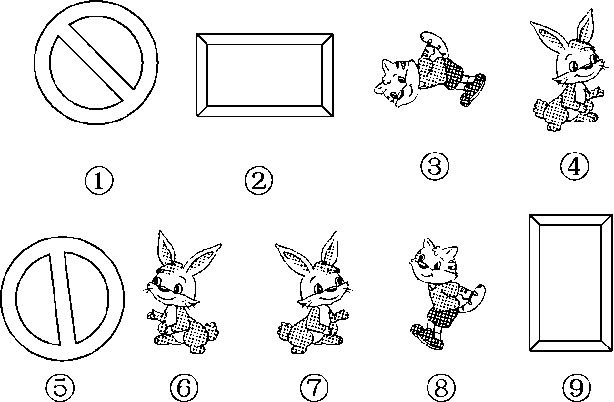 ① ② ③ ④
⑤ ⑥ ⑦ ⑧ ⑨